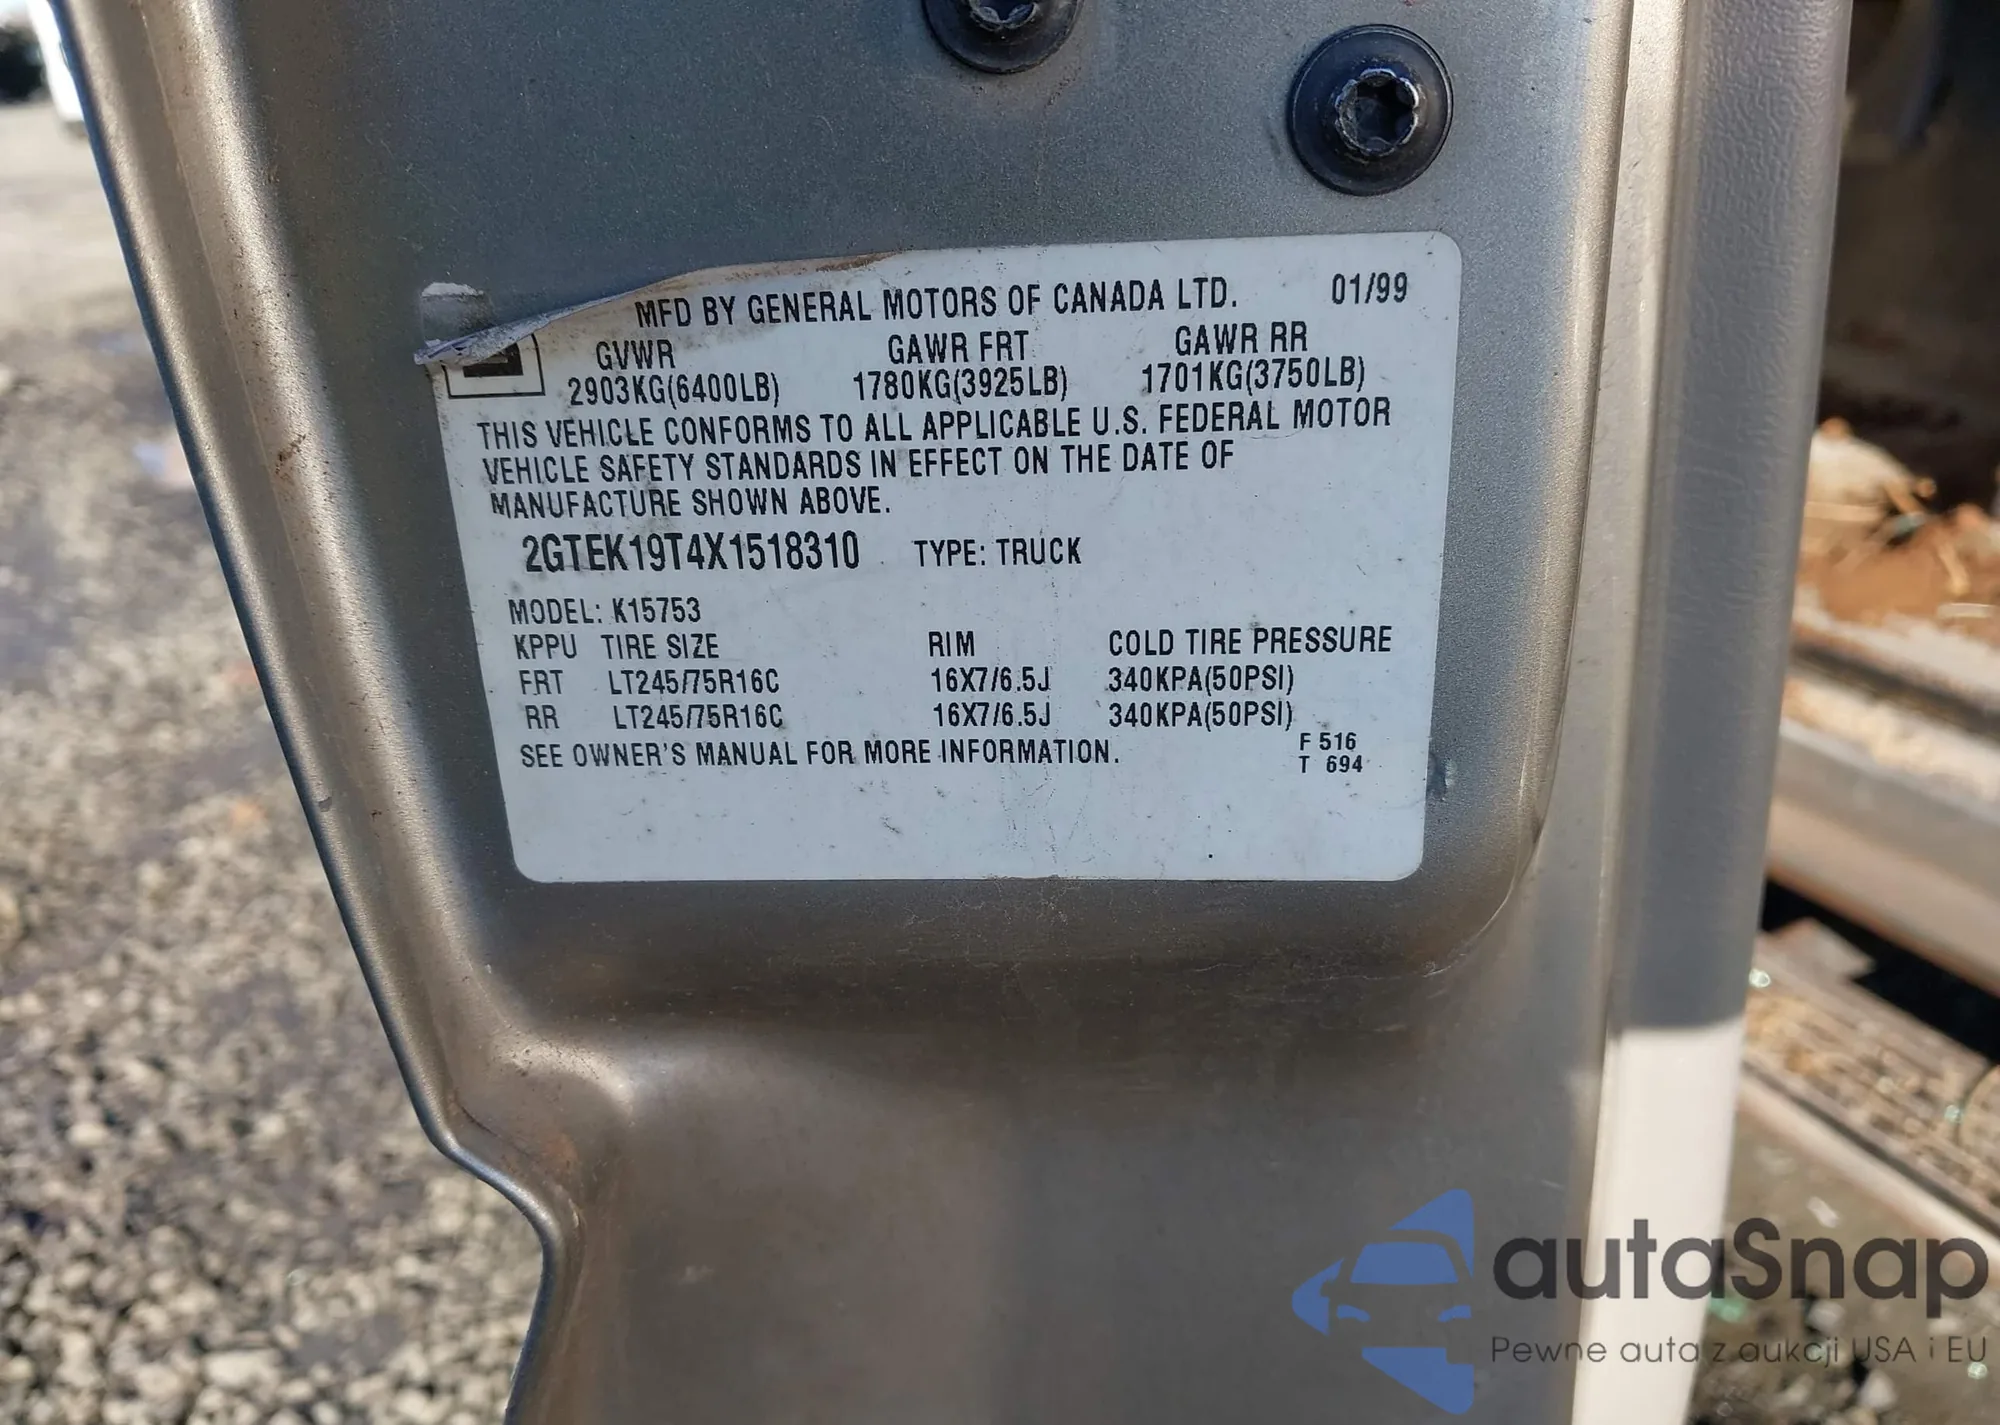 MFD BY GENERAL MOTORS OF CANADA LTD. 01/99
GVWR GAWR FRT GAWR RR
2903KG(6400LB) 1780KG(3925LB) 1701KG(3750LB)
THIS VEHICLE CONFORMS TO ALL APPLICABLE U.S. FEDERAL MOTOR
VEHICLE SAFETY STANDARDS IN EFFECT ON THE DATE OF
MANUFACTURE SHOWN ABOVE.
2GTEK19T4X1518310 TYPE: TRUCK
MODEL: K15753
KPPU TIRE SIZE RIM COLD TIRE PRESSURE
FRT LT245/75R16C 16X7/6.5J 340KPA(50PSI)
RR LT245/75R16C 16X7/6.5J 340KPA(50PSI)
SEE OWNER'S MANUAL FOR MORE INFORMATION.
F 516
T 694
autaSnap
Pewne auta z aukcji USA i EU